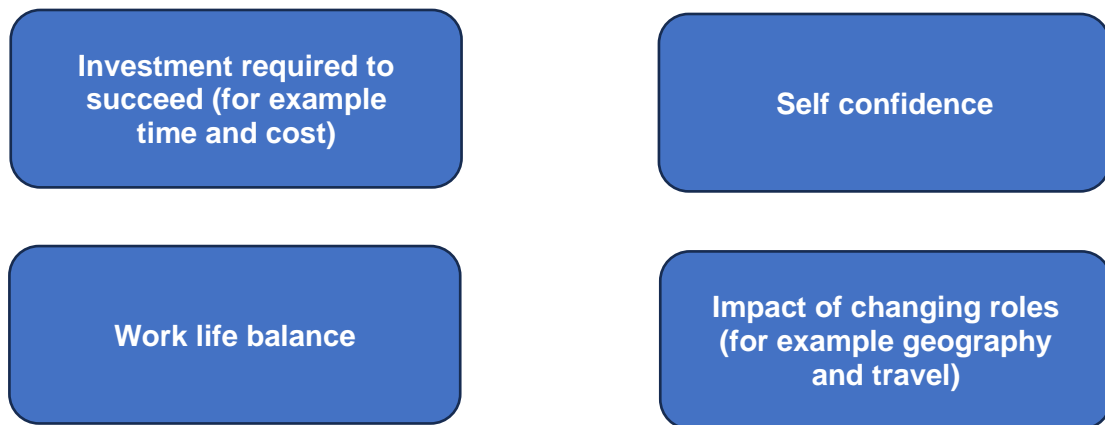 Investment required to
succeed (for example
time and cost)
Self confidence
Work life balance
Impact of changing roles
(for example geography
and travel)